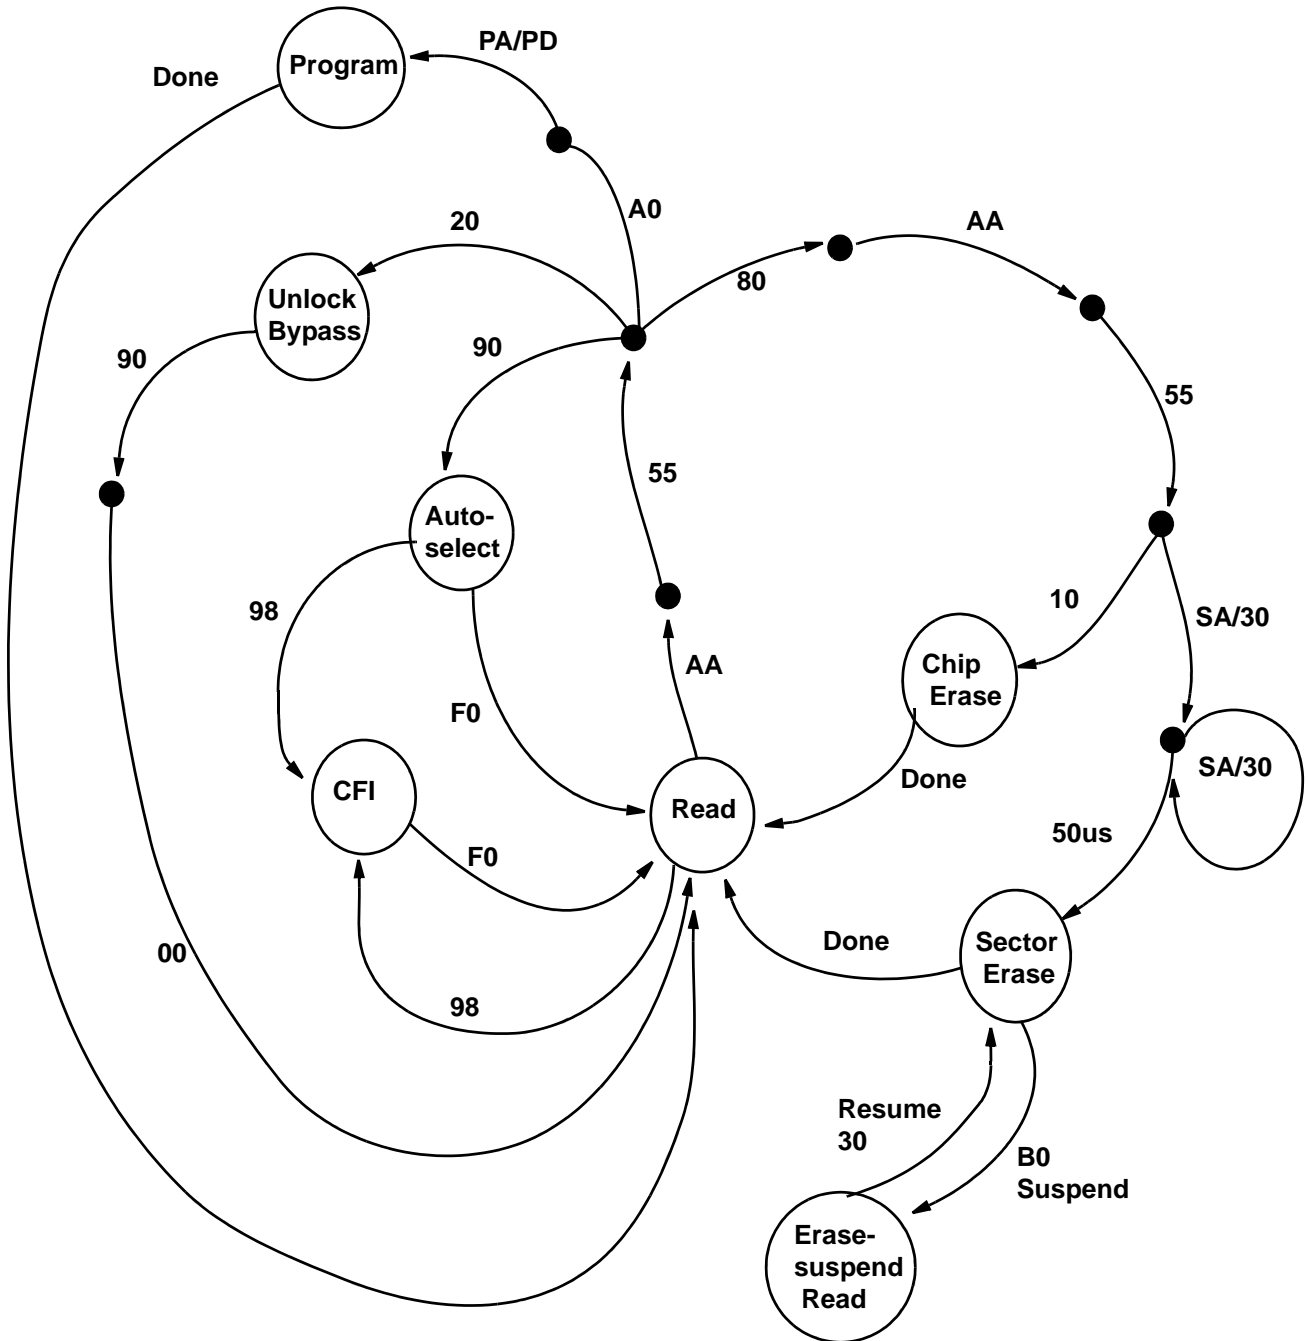 PA/PD
Program
Done
A0
20
AA
80
Unlock
Bypass
90
90
55
55
Auto-
select
98
10
SA/30
AA
Chip
Erase
F0
SA/30
Done
CFI
Read
50us
F0
Done
Sector
Erase
00
98
Resume
30
B0
Suspend
Erase-
suspend
Read